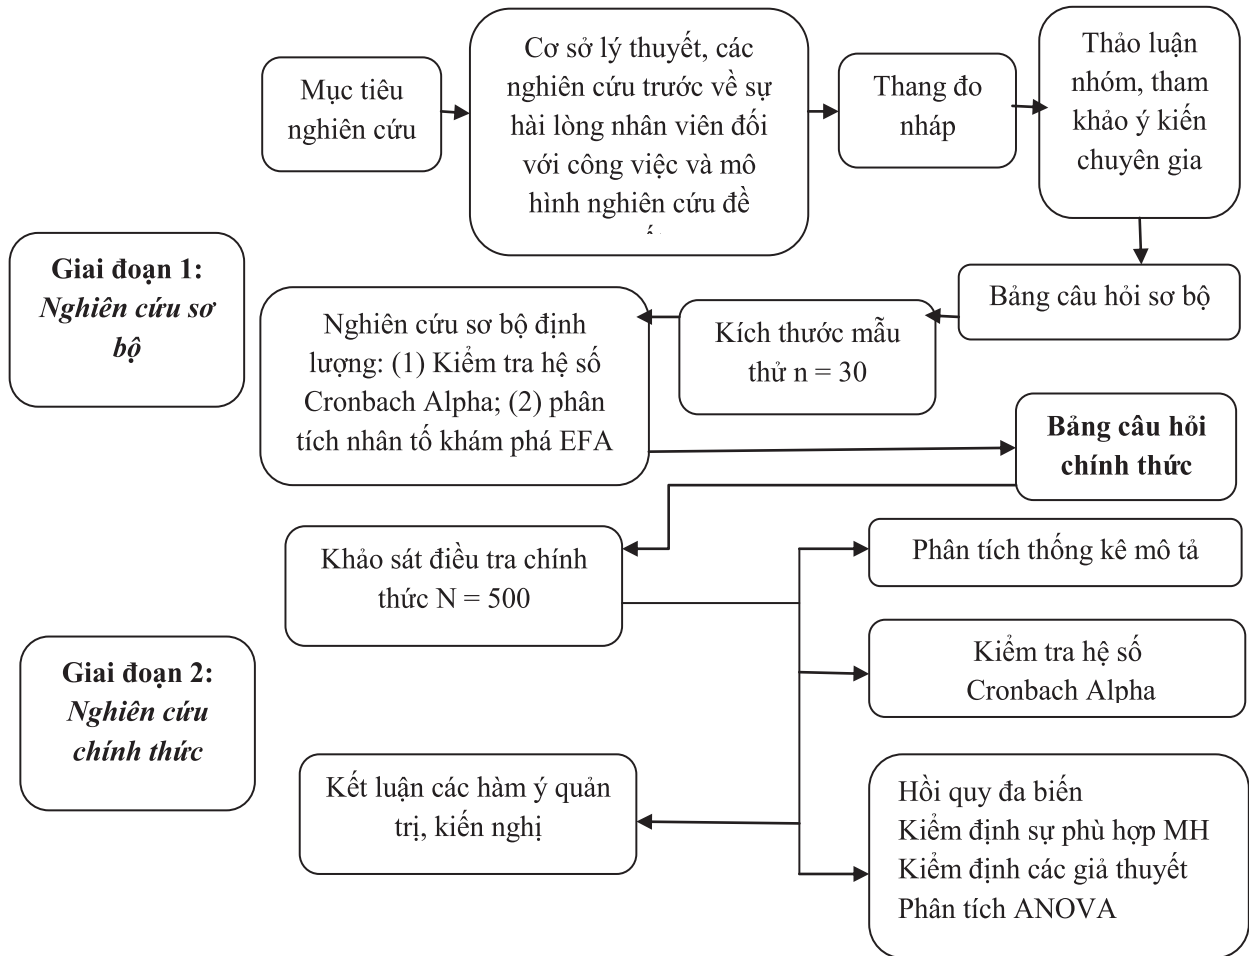 Mục tiêu
nghiên cứu
Cơ sở lý thuyết, các
nghiên cứu trước về sự
hài lòng nhân viên đối
với công việc và mô
hình nghiên cứu đề
Thang đo
nháp
Thảo luận
nhóm, tham
khảo ý kiến
chuyên gia
Giai đoạn 1:
Nghiên cứu sơ
bộ
Bảng câu hỏi sơ bộ
Kích thước mẫu
thử n = 30
Nghiên cứu sơ bộ định
lượng: (1) Kiểm tra hệ số
Cronbach Alpha; (2) phân
tích nhân tố khám phá EFA
Bảng câu hỏi
chính thức
Khảo sát điều tra chính
thức N = 500
Phân tích thống kê mô tả
Kiểm tra hệ số
Cronbach Alpha
Giai đoạn 2:
Nghiên cứu
chính thức
Hồi quy đa biến
Kiểm định sự phù hợp MH
Kiểm định các giả thuyết
Phân tích ANOVA
Kết luận các hàm ý quản
trị, kiến nghị